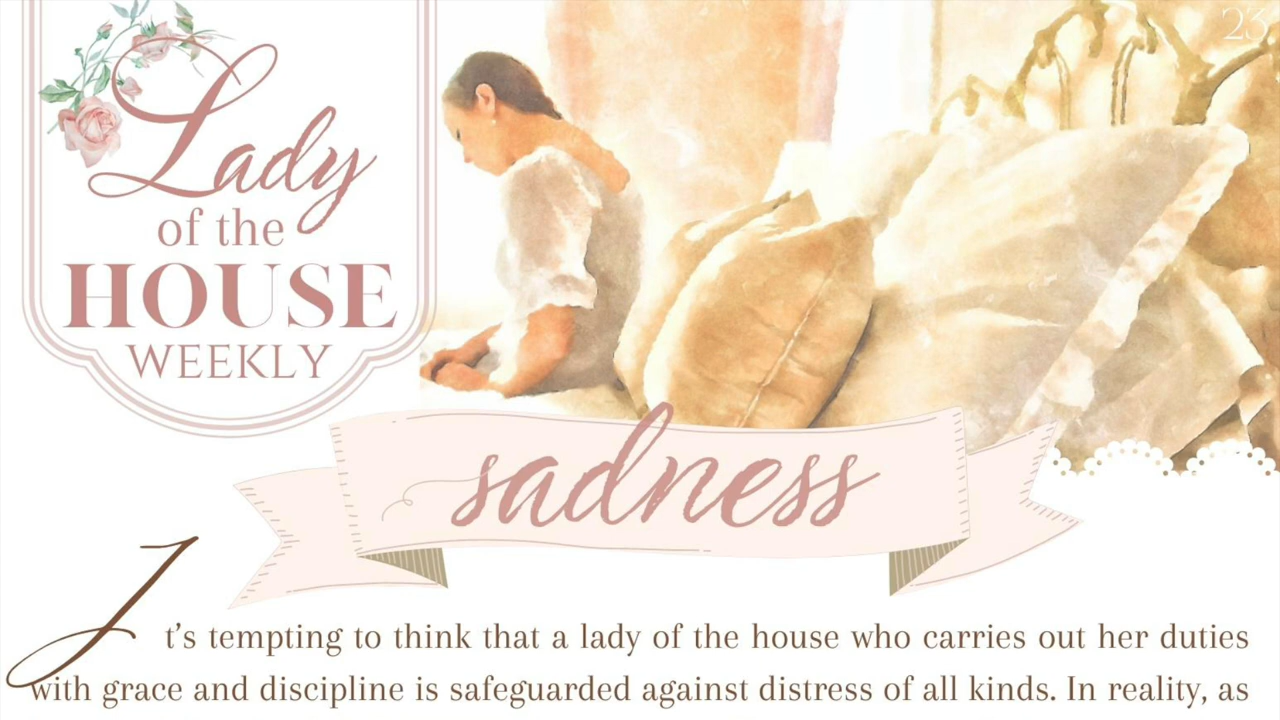 23
Lady
of the
HOUSE
WEEKLY
sadness
It's tempting to think that a lady of the house who carries out her duties
with grace and discipline is safeguarded against distress of all kinds. In reality, as